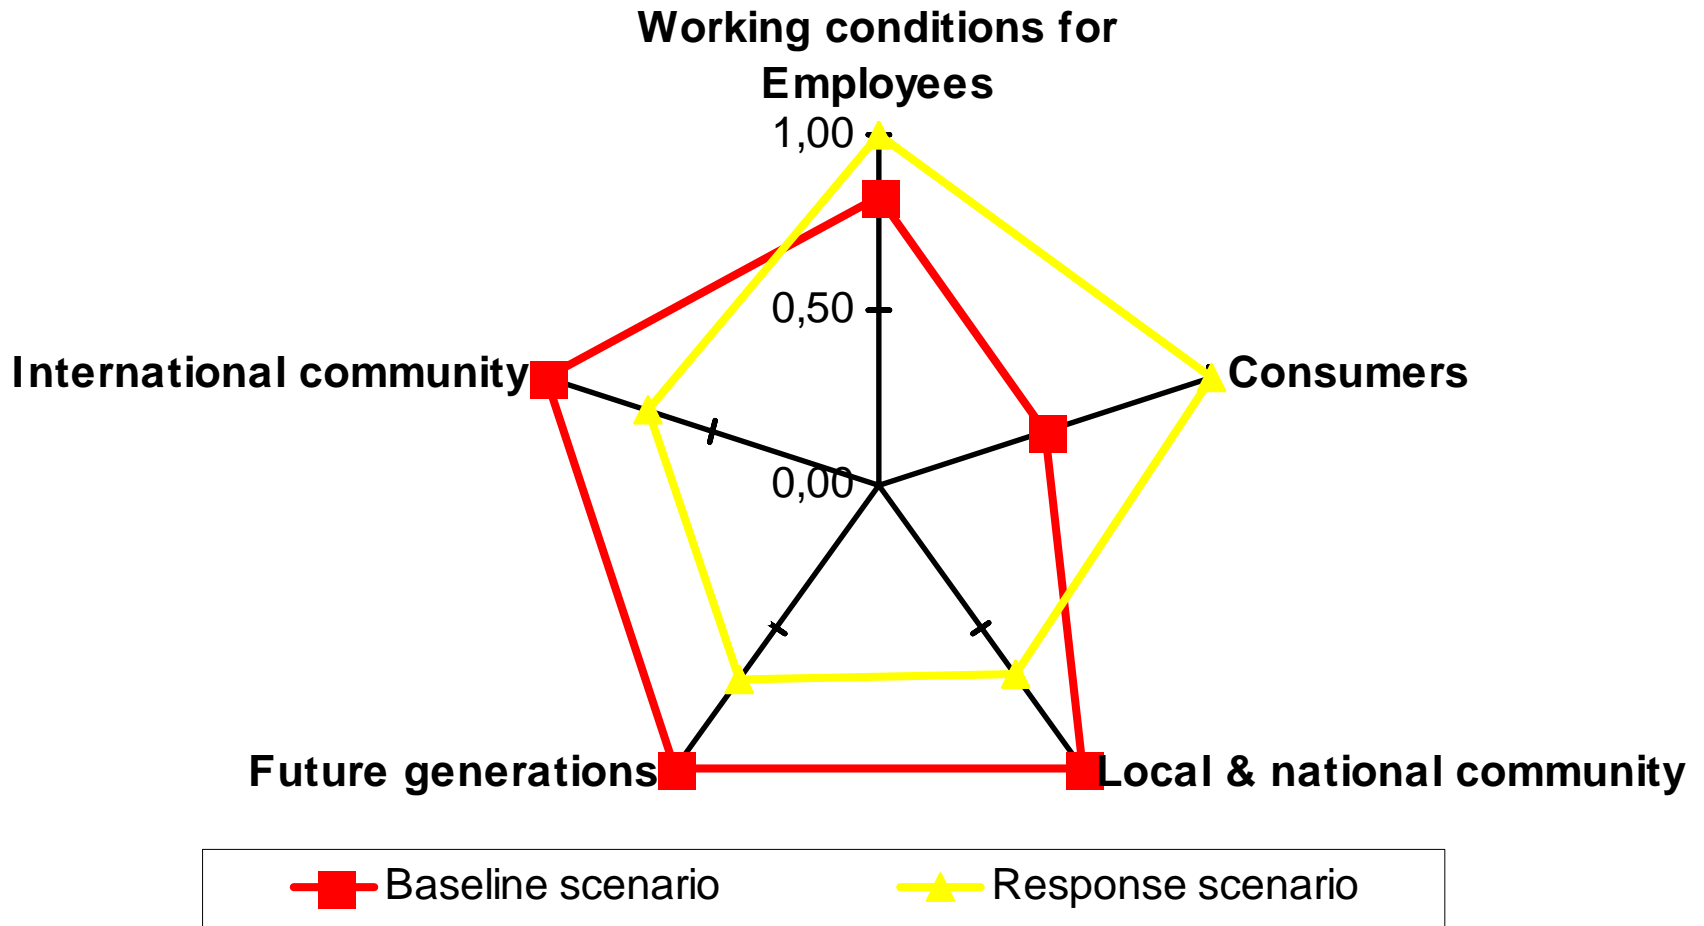 Working conditions for
Employees
1,00
0,50
International community
Consumers
0,00
Future generations
Local & national community
Baseline scenario
Response scenario